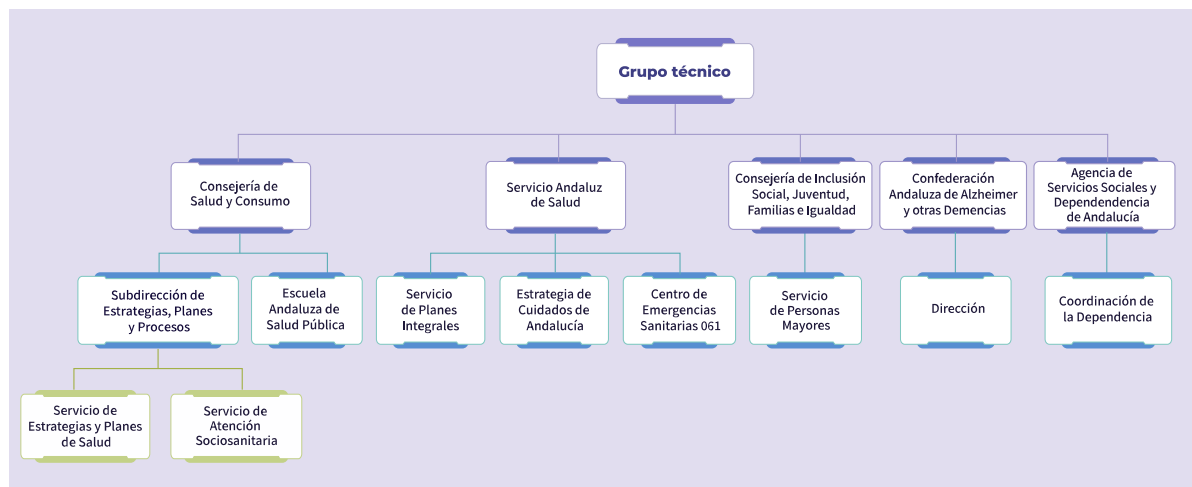 Grupo técnico
Consejería de
Salud y Consumo
Servicio Andaluz
de Salud
Consejería de Inclusión
Social, Juventud,
Familias e Igualdad
Confederación
Andaluza de Alzheimer
y otras Demencias
Agencia de
Servicios Sociales y
Dependendencia
de Andalucía
Subdirección de
Estrategias, Planes
y Procesos
Escuela
Andaluza de
Salud Pública
Servicio
de Planes
Integrales
Estrategia de
Cuidados de
Andalucía
Centro de
Emergencias
Sanitarias 061
Servicio
de Personas
Mayores
Dirección
Coordinación de
la Dependencia
Servicio de
Estrategias y Planes
de Salud
Servicio de
Atención
Sociosanitaria